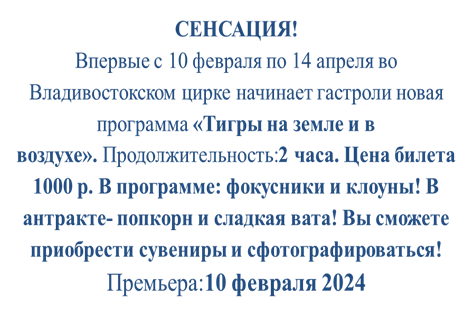 СЕНСАЦИЯ!
Впервые с 10 февраля по 14 апреля во
Владивостокском цирке начинает гастроли новая
программа «Тигры на земле и в
воздухе». Продолжительность:2 часа. Цена билета
1000 р. В программе: фокусники и клоуны! В
антракте- попкорн и сладкая вата! Вы сможете
приобрести сувениры и сфотографироваться!
Премьера:10 февраля 2024